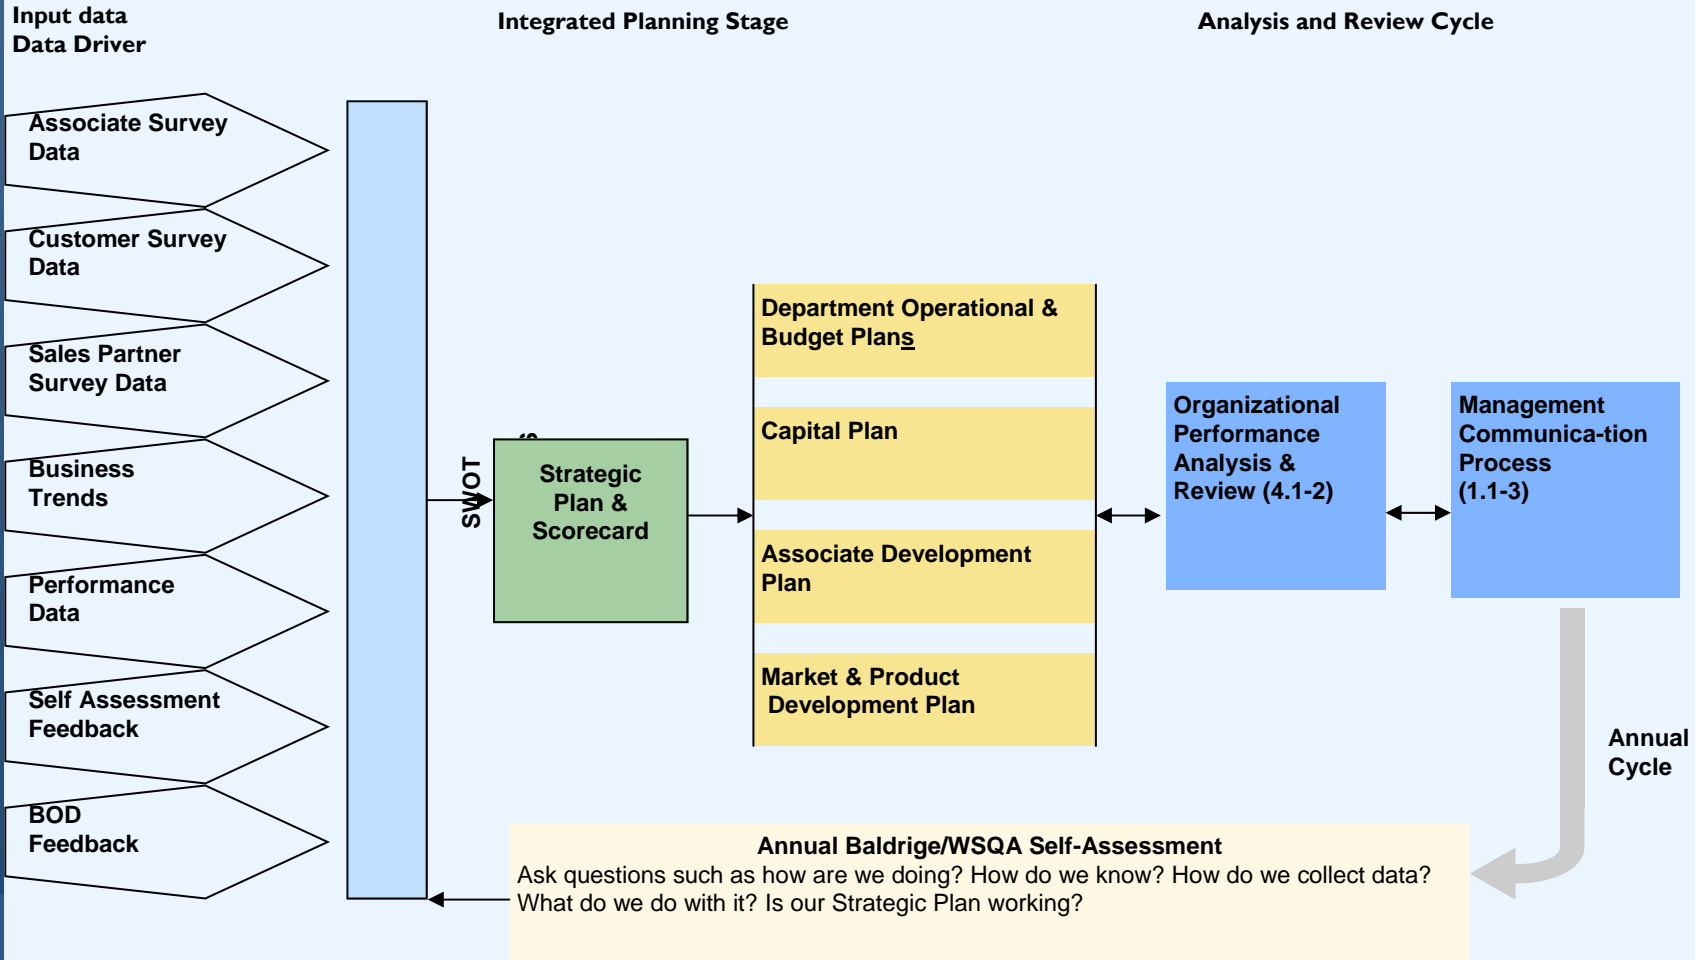 Input data
Data Driver
Integrated Planning Stage
Analysis and Review Cycle
Associate Survey
Data
Customer Survey
Data
Sales Partner
Survey Data
Business
Trends
Performance
Data
Self Assessment
Feedback
BOD
Feedback
SWOT
Strategic
Plan &
Scorecard
Department Operational &
Budget Plans
Capital Plan
Associate Development
Plan
Market & Product
Development Plan
Organizational
Performance
Analysis &
Review (4.1-2)
Management
Communica-tion
Process
(1.1-3)
Annual
Cycle
Annual Baldrige/WSQA Self-Assessment
Ask questions such as how are we doing? How do we know? How do we collect data?
What do we do with it? Is our Strategic Plan working?